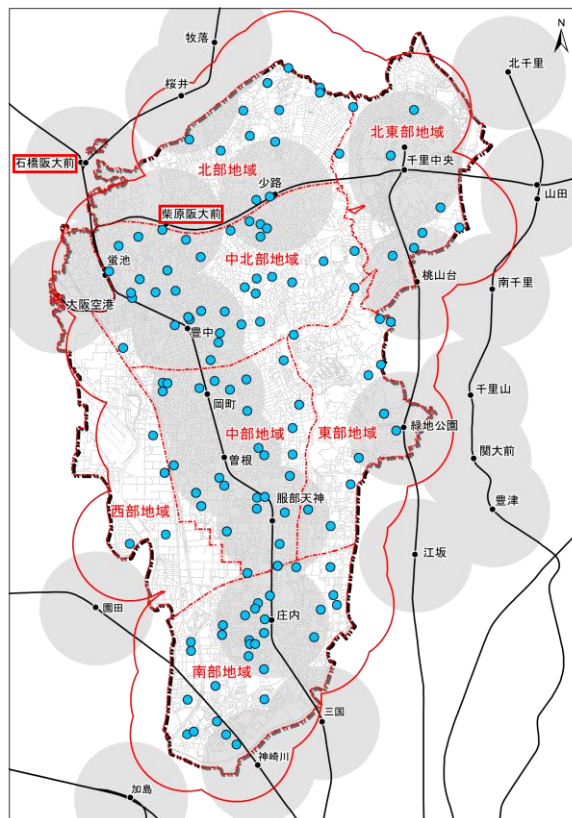 牧落
N
北千里
桜井
北東部地域
石橋阪大前
北部地域
千里中央
少路
山田
柴原阪大前
中北部地域
蛍池
桃山台
南千里
大阪空港
豊中
岡町
千里山
緑地公園
中部地域
東部地域
曽根
関大前
西部地域
服部天神
豊津
江坂
園田
庄内
南部地域
三国
神崎川
加島